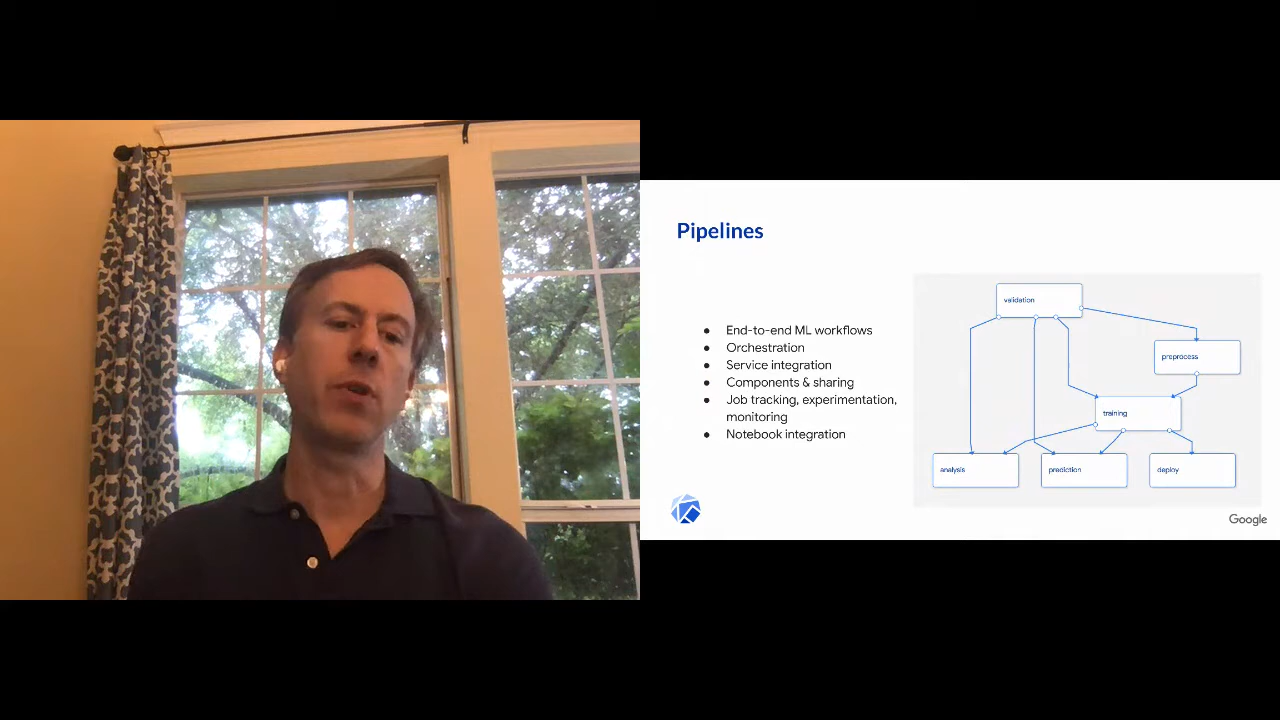 Pipelines
● End-to-end ML workflows
● Orchestration
● Service integration
● Components & sharing
● Job tracking, experimentation,
monitoring
● Notebook integration
validation
preprocess
training
analysis
prediction
deploy
Google